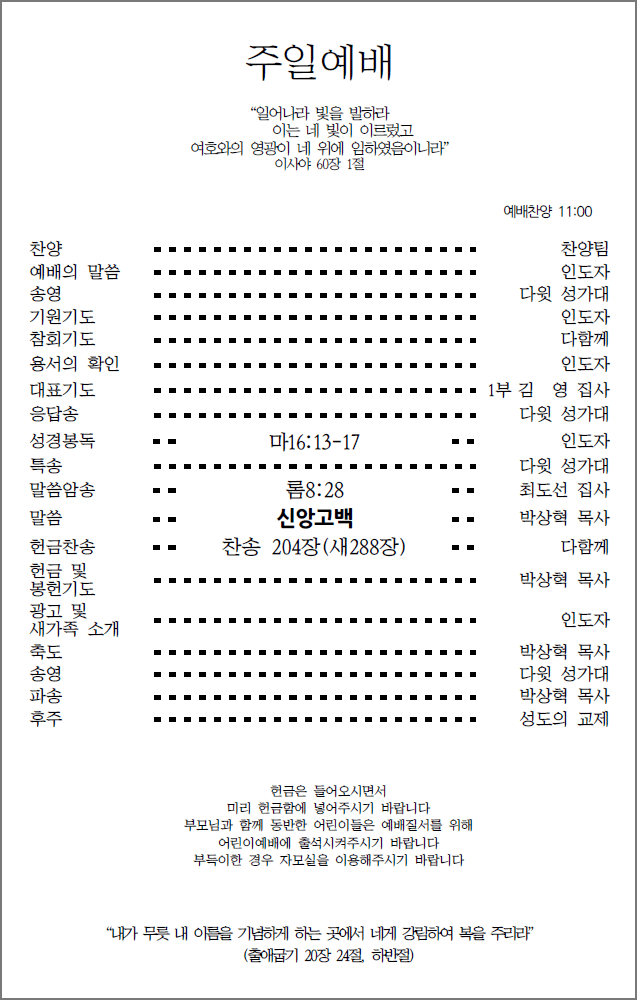 주일예배
“일어나라 빛을 발하라
이는 네 빛이 이르렀고
여호와의 영광이 네 위에 임하였음이니라”
이사야 60장 1절
예배찬양 11:00
찬양 찬양팀
예배의 말씀 인도자
송영 다윗 성가대
기원기도 인도자
참회기도 다함께
용서의 확인 인도자
대표기도 1부 김 영 집사
응답송 다윗 성가대
성경봉독 마16:13-17 인도자
특송 다윗 성가대
말씀암송 롬8:28 최도선 집사
말씀 신앙고백 박상혁 목사
헌금찬송 찬송 204장(새288장) 다함께
헌금 및
봉헌기도 박상혁 목사
광고 및
새가족 소개 인도자
축도 박상혁 목사
송영 다윗 성가대
파송 박상혁 목사
후주 성도의 교제
헌금은 들어오시면서
미리 헌금함에 넣어주시기 바랍니다
부모님과 함께 동반한 어린이들은 예배질서를 위해
어린이예배에 출석시켜주시기 바랍니다
부득이한 경우 자모실을 이용해주시기 바랍니다
“내가 무릇 내 이름을 기념하게 하는 곳에서 네게 강림하여 복을 주리라”
(출애굽기 20장 24절, 하반절)